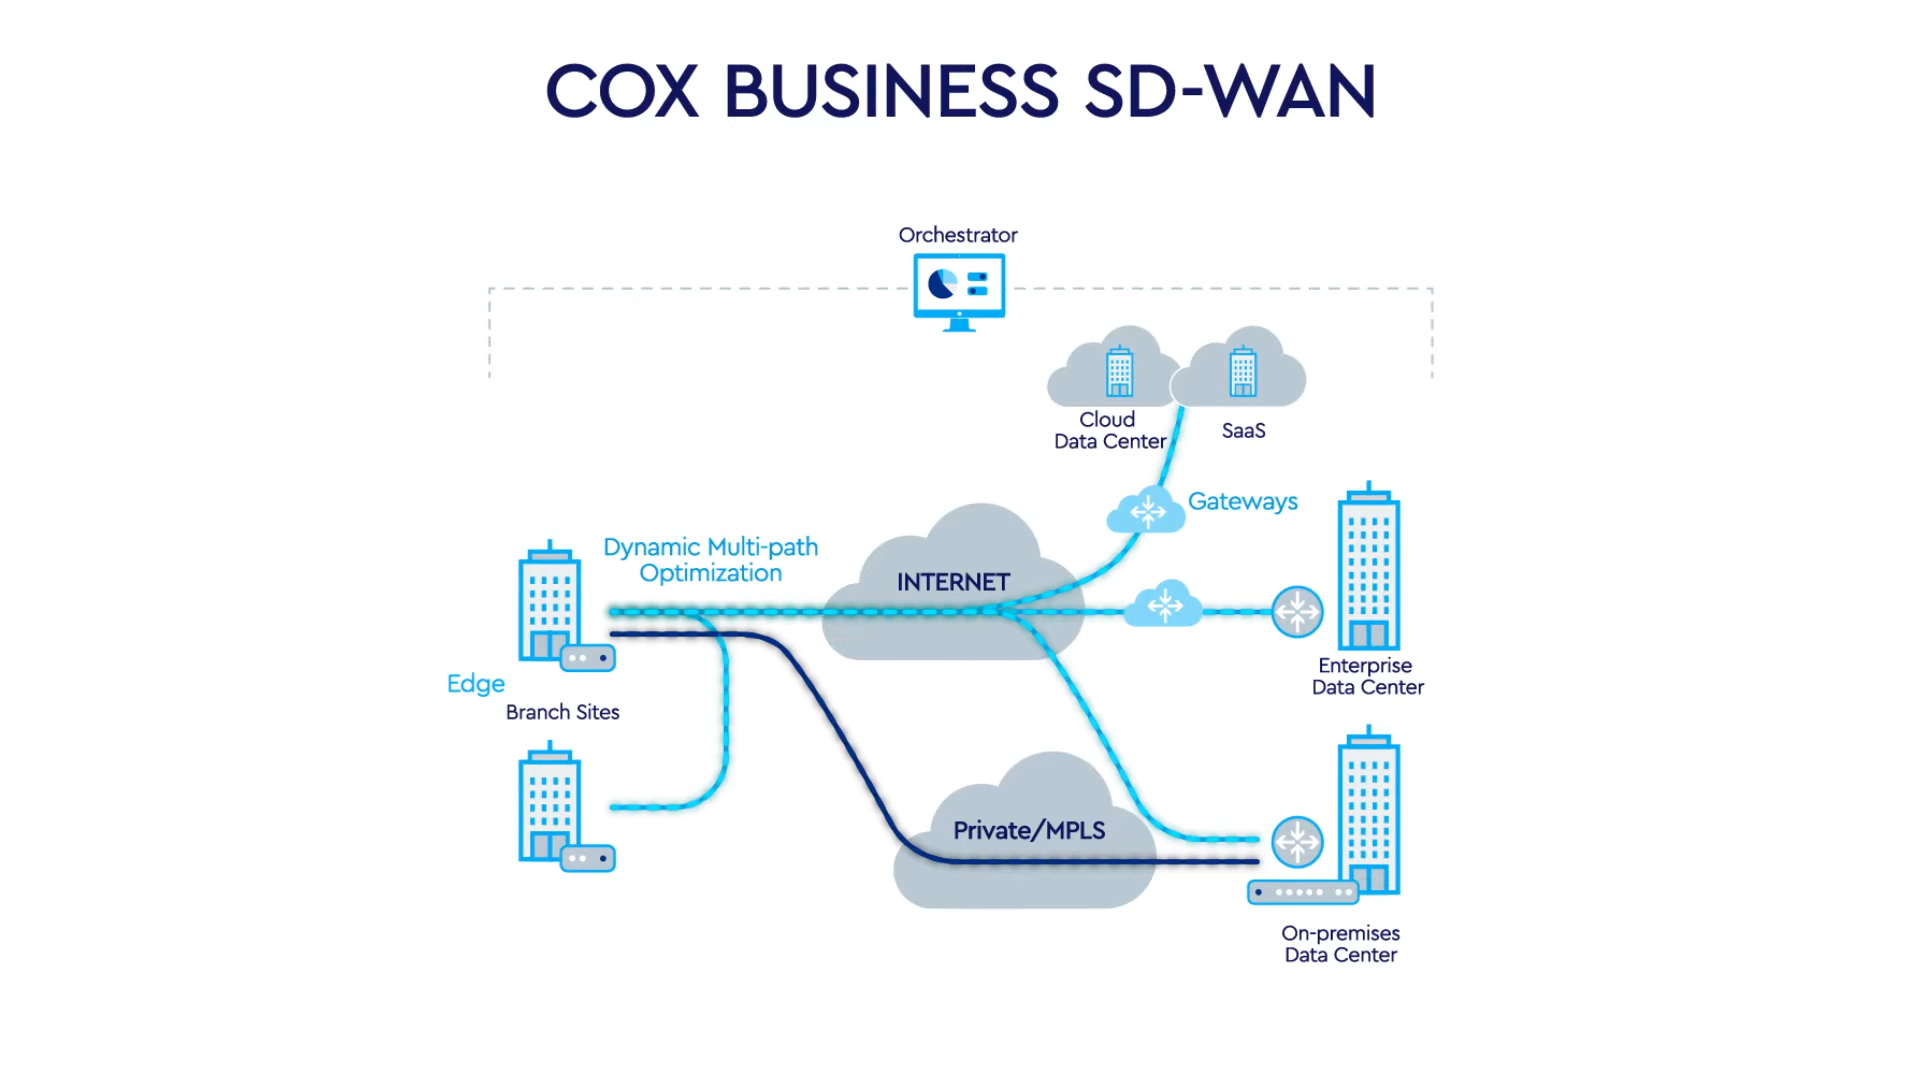 COX BUSINESS SD-WAN
Orchestrator
Cloud
Data Center
SaaS
Gateways
Dynamic Multi-path
Optimization
INTERNET
Enterprise
Data Center
Edge
Branch Sites
Private/MPLS
On-premises
Data Center